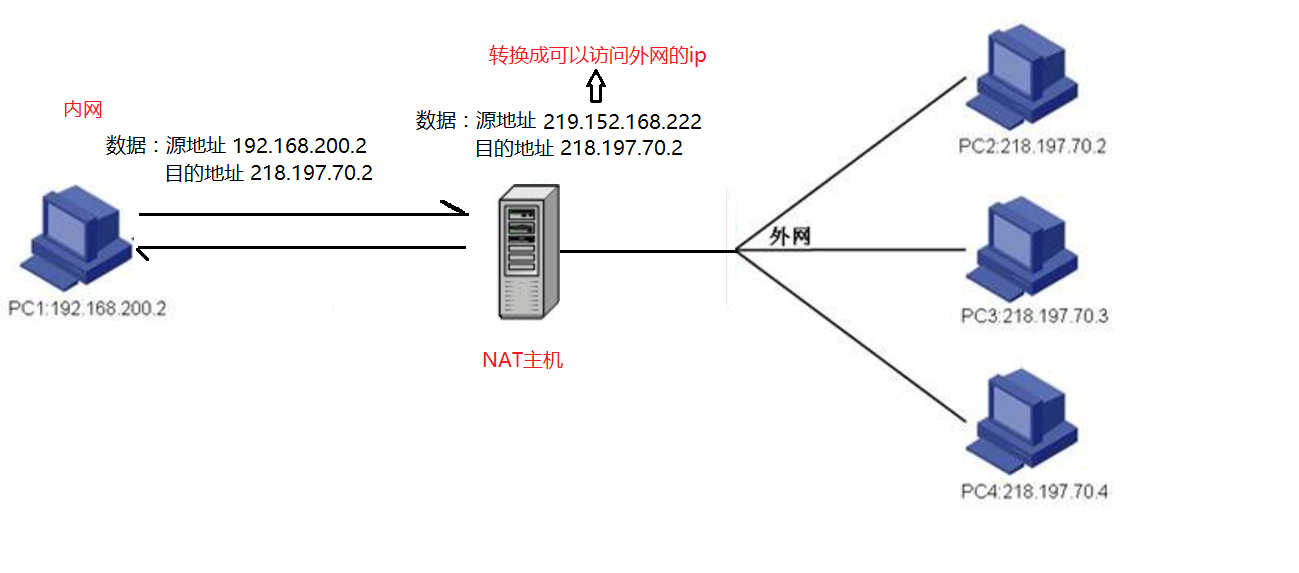 转换成可以访问外网的ip
内网
数据：源地址 219.152.168.222
目的地址 218.197.70.2
数据：源地址 192.168.200.2
目的地址 218.197.70.2
PC2:218.197.70.2
外网
PC1:192.168.200.2
PC3:218.197.70.3
NAT主机
PC4:218.197.70.4